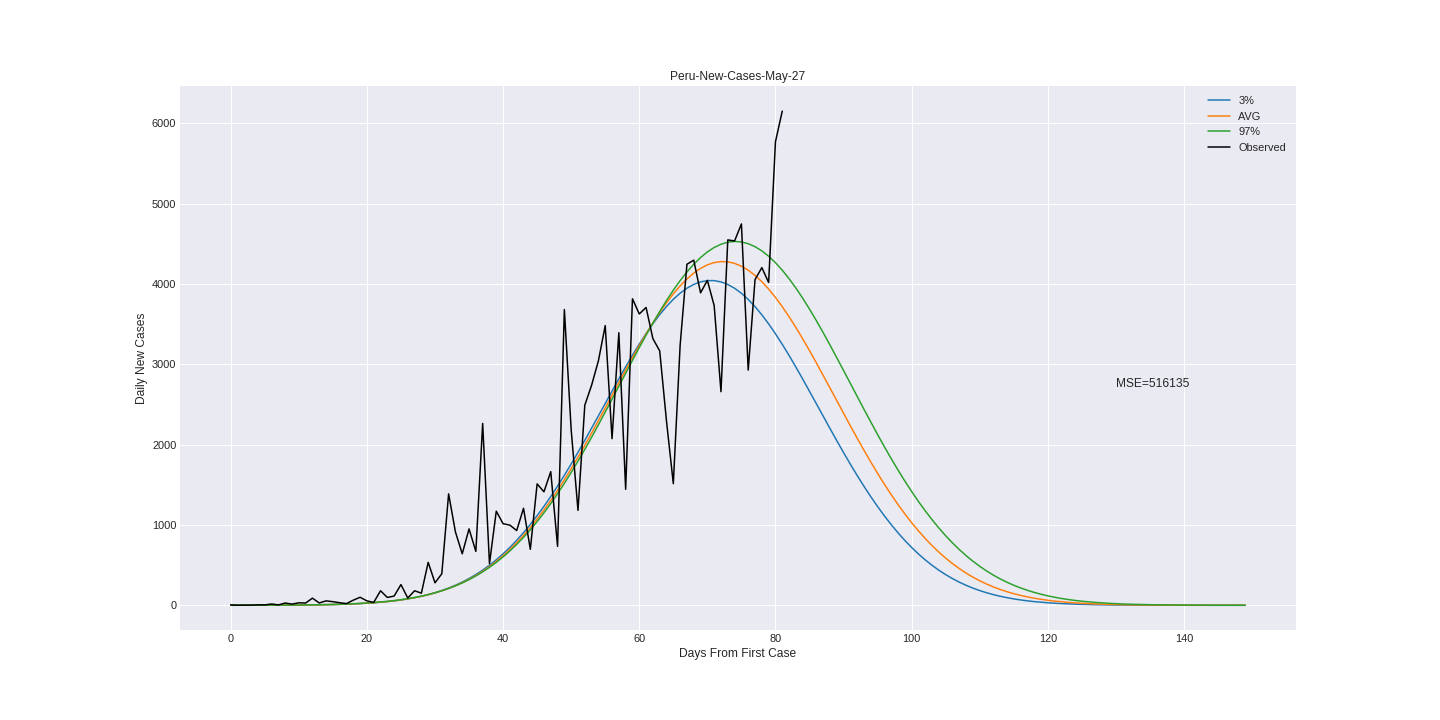 Peru-New-Cases-May-27
3%
AVG
97%
Observed
6000
5000
4000
3000
2000
1000
0
Daily New Cases
MSE=516135
0 20 40 60 80 100 120 140
Days From First Case